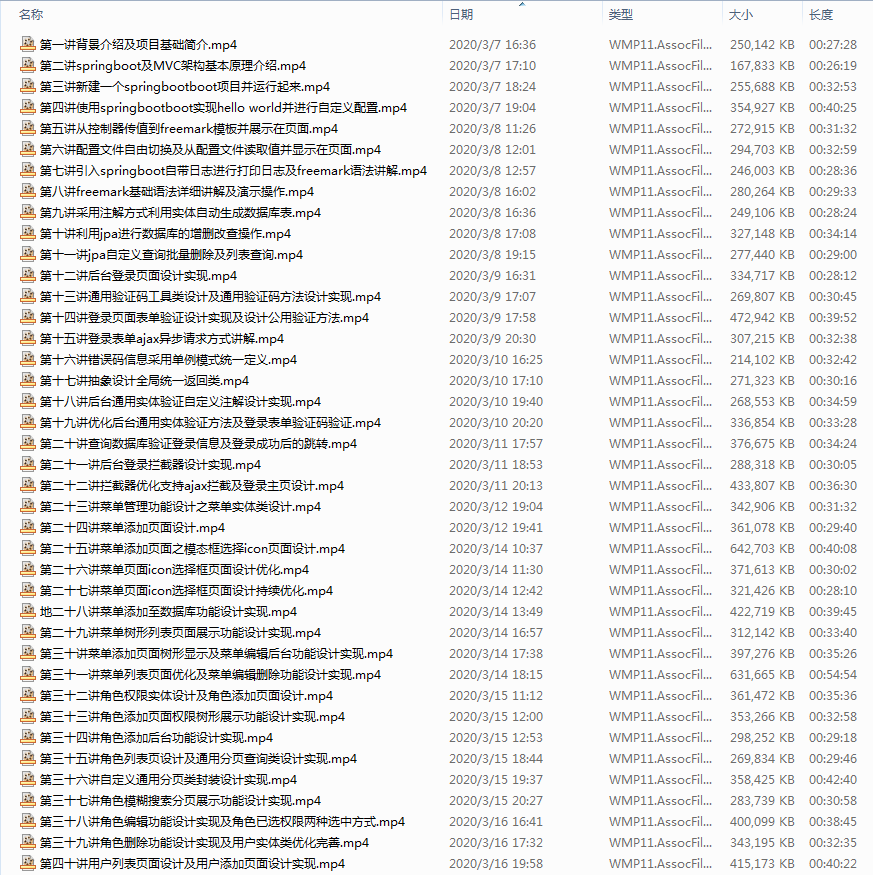 名称 日期 类型 大小 长度
第一讲背景介绍及项目基础简介.mp4 2020/3/7 16:36 WMP11.AssocFil... 250,142 KB 00:27:28
第二讲springboot及MVC架构基本原理介绍.mp4 2020/3/7 17:10 WMP11.AssocFil... 167,833 KB 00:26:19
第三讲新建一个springbootboot项目并运行起来.mp4 2020/3/7 18:24 WMP11.AssocFil... 255,688 KB 00:32:53
第四讲使用springbootboot实现hello world并进行自定义配置.mp4 2020/3/7 19:04 WMP11.AssocFil... 354,927 KB 00:40:25
第五讲从控制器传值到freemark模板并展示在页面.mp4 2020/3/8 11:26 WMP11.AssocFil... 272,915 KB 00:31:32
第六讲配置文件自由切换及从配置文件读取值并显示在页面.mp4 2020/3/8 12:01 WMP11.AssocFil... 294,703 KB 00:32:59
第七讲引入springboot自带日志进行打印日志及freemark语法讲解.mp4 2020/3/8 12:57 WMP11.AssocFil... 246,003 KB 00:28:36
第八讲freemark基础语法详细讲解及演示操作.mp4 2020/3/8 16:02 WMP11.AssocFil... 280,264 KB 00:29:33
第九讲采用注解方式利用实体自动生成数据库表.mp4 2020/3/8 16:36 WMP11.AssocFil... 249,106 KB 00:28:24
第十讲利用jpa进行数据库的增删改查操作.mp4 2020/3/8 17:08 WMP11.AssocFil... 327,148 KB 00:34:14
第十一讲jpa自定义查询批量删除及列表查询.mp4 2020/3/8 19:15 WMP11.AssocFil... 277,440 KB 00:29:00
第十二讲后台登录页面设计实现.mp4 2020/3/9 16:31 WMP11.AssocFil... 334,717 KB 00:28:12
第十三讲通用验证码工具类设计及通用验证码方法设计实现.mp4 2020/3/9 17:07 WMP11.AssocFil... 269,807 KB 00:30:45
第十四讲登录页面表单验证设计实现及设计公用验证方法.mp4 2020/3/9 17:58 WMP11.AssocFil... 472,942 KB 00:39:52
第十五讲登录表单ajax异步请求方式讲解.mp4 2020/3/9 20:30 WMP11.AssocFil... 307,215 KB 00:32:38
第十六讲错误码信息采用单例模式统一定义.mp4 2020/3/10 16:25 WMP11.AssocFil... 214,102 KB 00:32:42
第十七讲抽象设计全局统一返回类.mp4 2020/3/10 17:10 WMP11.AssocFil... 271,323 KB 00:30:16
第十八讲后台通用实体验证自定义注解设计实现.mp4 2020/3/10 19:40 WMP11.AssocFil... 268,553 KB 00:34:59
第十九讲优化后台通用实体验证方法及登录表单验证码验证.mp4 2020/3/10 20:20 WMP11.AssocFil... 336,854 KB 00:33:28
第二十讲查询数据库验证登录信息及登录成功后的跳转.mp4 2020/3/11 17:57 WMP11.AssocFil... 376,675 KB 00:34:24
第二十一讲后台登录拦截器设计实现.mp4 2020/3/11 18:53 WMP11.AssocFil... 288,318 KB 00:30:05
第二十二讲拦截器优化支持ajax拦截及登录主页设计.mp4 2020/3/11 20:13 WMP11.AssocFil... 433,807 KB 00:36:30
第二十三讲菜单管理功能设计之菜单实体类设计.mp4 2020/3/12 19:04 WMP11.AssocFil... 342,906 KB 00:31:32
第二十四讲菜单添加页面设计.mp4 2020/3/12 19:41 WMP11.AssocFil... 361,078 KB 00:29:40
第二十五讲菜单添加页面之模态框选择icon页面设计.mp4 2020/3/14 10:37 WMP11.AssocFil... 642,703 KB 00:40:08
第二十六讲菜单页面icon选择框页面设计优化.mp4 2020/3/14 11:30 WMP11.AssocFil... 371,613 KB 00:30:02
第二十七讲菜单页面icon选择框页面设计持续优化.mp4 2020/3/14 12:42 WMP11.AssocFil... 321,426 KB 00:28:10
地二十八讲菜单添加至数据库功能设计实现.mp4 2020/3/14 13:49 WMP11.AssocFil... 422,719 KB 00:39:45
第二十九讲菜单树形列表页面展示功能设计实现.mp4 2020/3/14 16:57 WMP11.AssocFil... 312,142 KB 00:33:40
第三十讲菜单添加页面树形显示及菜单编辑后台功能设计实现.mp4 2020/3/14 17:38 WMP11.AssocFil... 397,276 KB 00:35:26
第三十一讲菜单列表页面优化及菜单编辑删除功能设计实现.mp4 2020/3/14 18:15 WMP11.AssocFil... 631,665 KB 00:54:54
第三十二讲角色权限实体设计及角色添加页面设计.mp4 2020/3/15 11:12 WMP11.AssocFil... 361,472 KB 00:35:36
第三十三讲角色添加页面权限树形展示功能设计实现.mp4 2020/3/15 12:00 WMP11.AssocFil... 353,266 KB 00:32:58
第三十四讲角色添加后台功能设计实现.mp4 2020/3/15 12:53 WMP11.AssocFil... 298,252 KB 00:29:18
第三十五讲角色列表页设计及通用分页查询类设计实现.mp4 2020/3/15 18:44 WMP11.AssocFil... 269,834 KB 00:29:46
第三十六讲自定义通用分页类封装设计实现.mp4 2020/3/15 19:37 WMP11.AssocFil... 358,425 KB 00:42:40
第三十七讲角色模糊搜索分页展示功能设计实现.mp4 2020/3/15 20:27 WMP11.AssocFil... 283,739 KB 00:30:58
第三十八讲角色编辑功能设计实现及角色已选权限两种选中方式.mp4 2020/3/16 16:41 WMP11.AssocFil... 400,099 KB 00:38:45
第三十九讲角色删除功能设计实现及用户实体类优化完善.mp4 2020/3/16 17:32 WMP11.AssocFil... 343,195 KB 00:32:35
第四十讲用户列表页面设计及用户添加页面设计实现.mp4 2020/3/16 19:58 WMP11.AssocFil... 415,173 KB 00:40:22